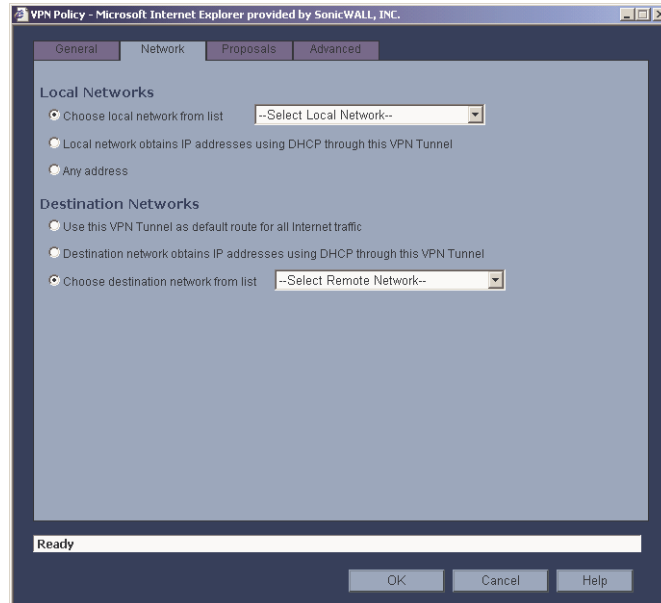 VPN Policy - Microsoft Internet Explorer provided by SonicWALL, INC.
General Network Proposals Advanced
Local Networks
Choose local network from list --Select Local Network--
Local network obtains IP addresses using DHCP through this VPN Tunnel
Any address
Destination Networks
Use this VPN Tunnel as default route for all Internet traffic
Destination network obtains IP addresses using DHCP through this VPN Tunnel
Choose destination network from list --Select Remote Network--
Ready
OK Cancel Help